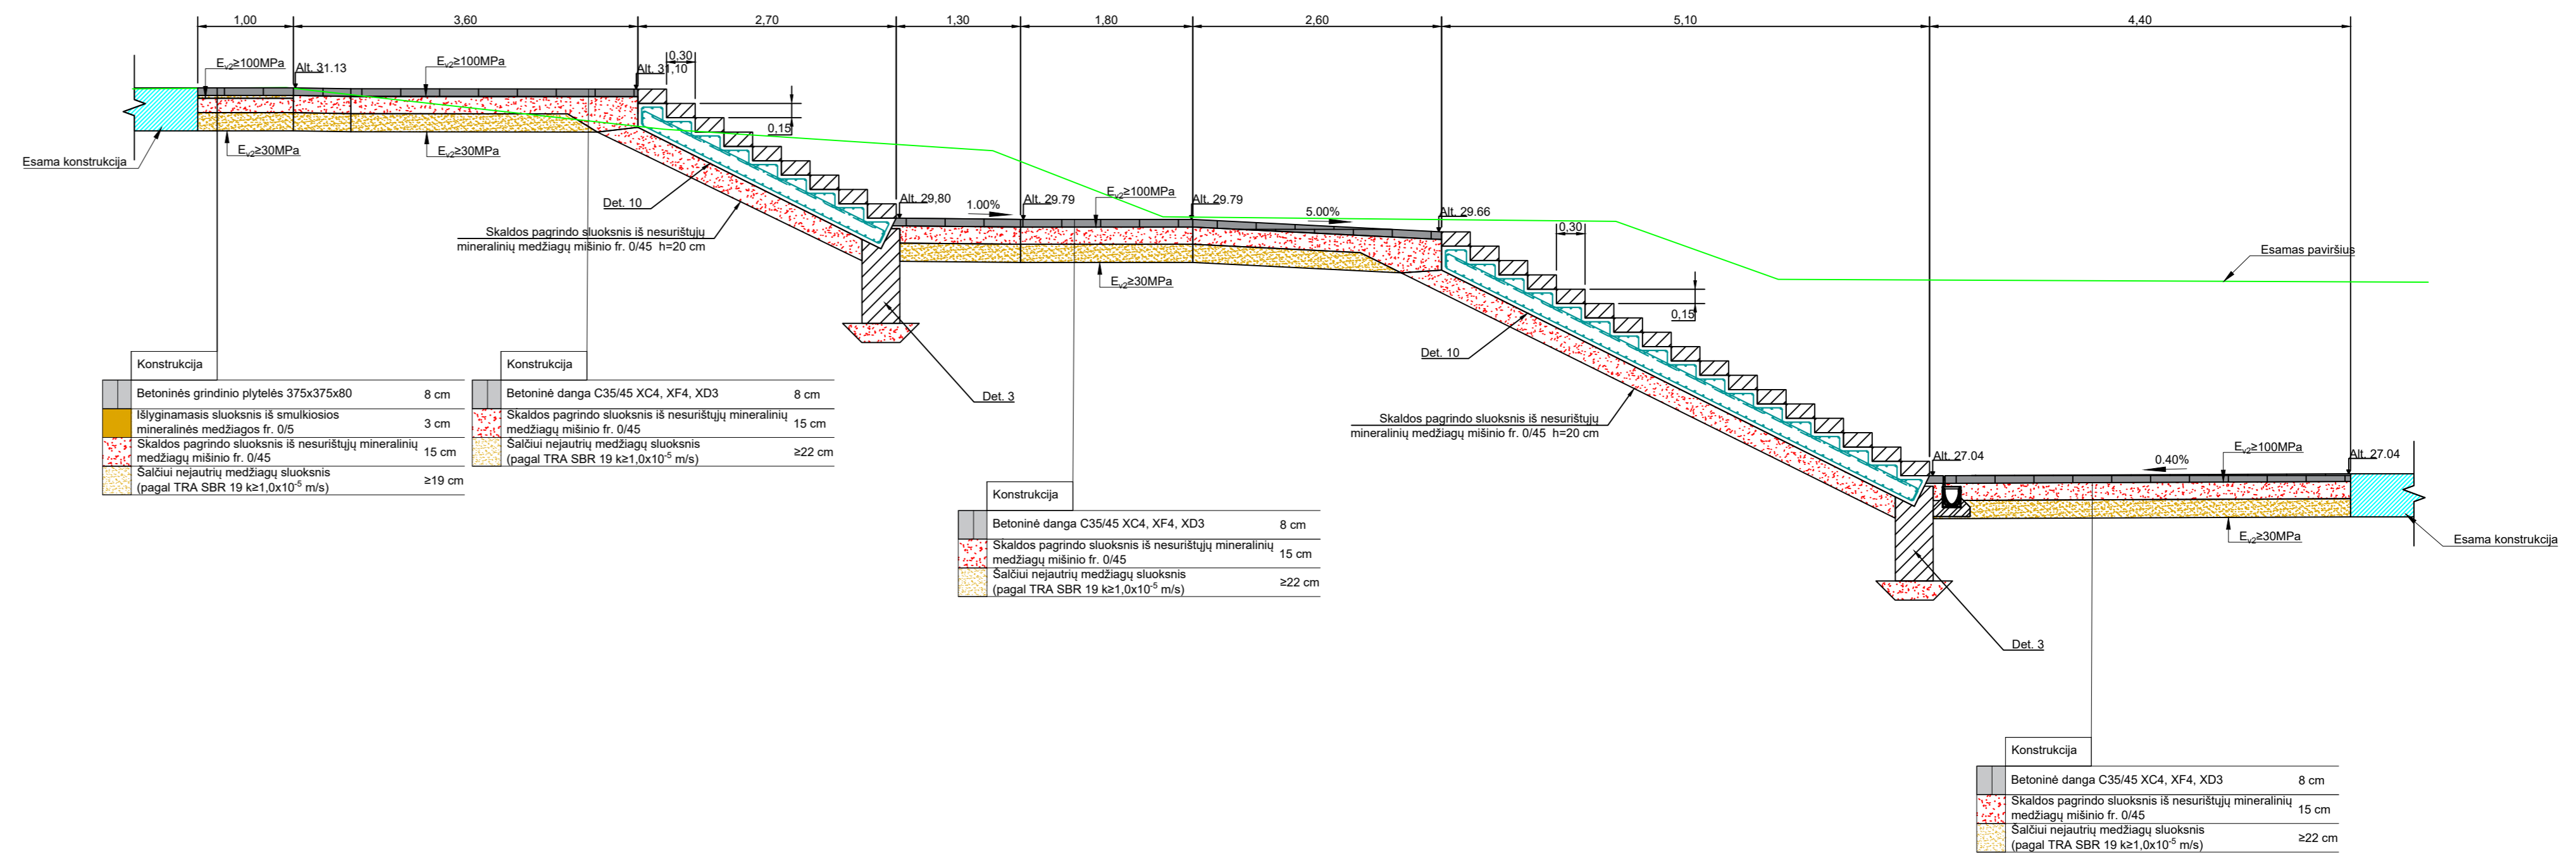 1,00
3,60
2,70
1,30
1,80
2,60
5,10
4,40
Ev2≥100MPa
Alt. 31.13
Ev2≥100MPa
Alt. 31,10
0,30
0,15
Esama konstrukcija
Ev2≥30MPa
Ev2≥30MPa
Det. 10
Skaldos pagrindo sluoksnis iš nesurištųjų
mineralinių medžiagų mišinio fr. 0/45 h=20 cm
Alt. 29,80
1.00%
Alt. 29.79
Ev2≥100MPa
Alt. 29.79
5.00%
Alt. 29.66
Ev2≥30MPa
0,30
0,15
Esamas paviršius
Det. 3
Det. 10
Skaldos pagrindo sluoksnis iš nesurištųjų
mineralinių medžiagų mišinio fr. 0/45 h=20 cm
Alt. 27.04
0.40%
Ev2≥100MPa
Alt. 27.04
Ev2≥30MPa
Esama konstrukcija
Det. 3
Konstrukcija
Betoninės grindinio plytelės 375x375x80 8 cm
Išlyginamasis sluoksnis iš smulkiosios
mineralinės medžiagos fr. 0/5 3 cm
Skaldos pagrindo sluoksnis iš nesurištųjų mineralinių
medžiagų mišinio fr. 0/45 15 cm
Šalčiui nejautrių medžiagų sluoksnis
(pagal TRA SBR 19 k≥1,0x10⁻⁵ m/s) ≥19 cm
Konstrukcija
Betoninė danga C35/45 XC4, XF4, XD3 8 cm
Skaldos pagrindo sluoksnis iš nesurištųjų mineralinių
medžiagų mišinio fr. 0/45 15 cm
Šalčiui nejautrių medžiagų sluoksnis
(pagal TRA SBR 19 k≥1,0x10⁻⁵ m/s) ≥22 cm
Konstrukcija
Betoninė danga C35/45 XC4, XF4, XD3 8 cm
Skaldos pagrindo sluoksnis iš nesurištųjų mineralinių
medžiagų mišinio fr. 0/45 15 cm
Šalčiui nejautrių medžiagų sluoksnis
(pagal TRA SBR 19 k≥1,0x10⁻⁵ m/s) ≥22 cm
Konstrukcija
Betoninė danga C35/45 XC4, XF4, XD3 8 cm
Skaldos pagrindo sluoksnis iš nesurištųjų mineralinių
medžiagų mišinio fr. 0/45 15 cm
Šalčiui nejautrių medžiagų sluoksnis
(pagal TRA SBR 19 k≥1,0x10⁻⁵ m/s) ≥22 cm